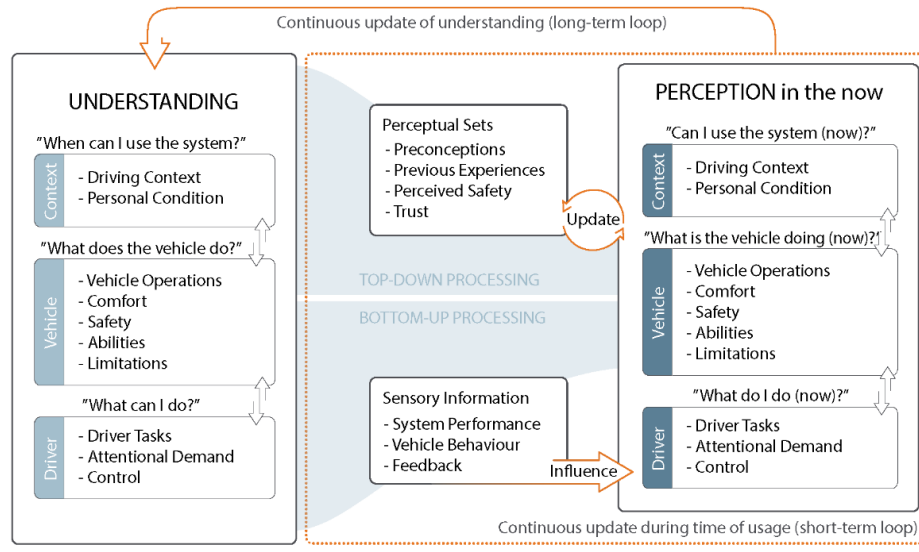 Continuous update of understanding (long-term loop)
UNDERSTANDING
"When can I use the system?"
Context
- Driving Context
- Personal Condition
"What does the vehicle do?"
Vehicle
- Vehicle Operations
- Comfort
- Safety
- Abilities
- Limitations
"What can I do?"
Driver
- Driver Tasks
- Attentional Demand
- Control
Perceptual Sets
- Preconceptions
- Previous Experiences
- Perceived Safety
- Trust
Update
TOP-DOWN PROCESSING
BOTTOM-UP PROCESSING
Sensory Information
- System Performance
- Vehicle Behaviour
- Feedback
Influence
PERCEPTION in the now
"Can I use the system (now)?"
Context
- Driving Context
- Personal Condition
"What is the vehicle doing (now)?"
Vehicle
- Vehicle Operations
- Comfort
- Safety
- Abilities
- Limitations
"What do I do (now)?"
Driver
- Driver Tasks
- Attentional Demand
- Control
Continuous update during time of usage (short-term loop)